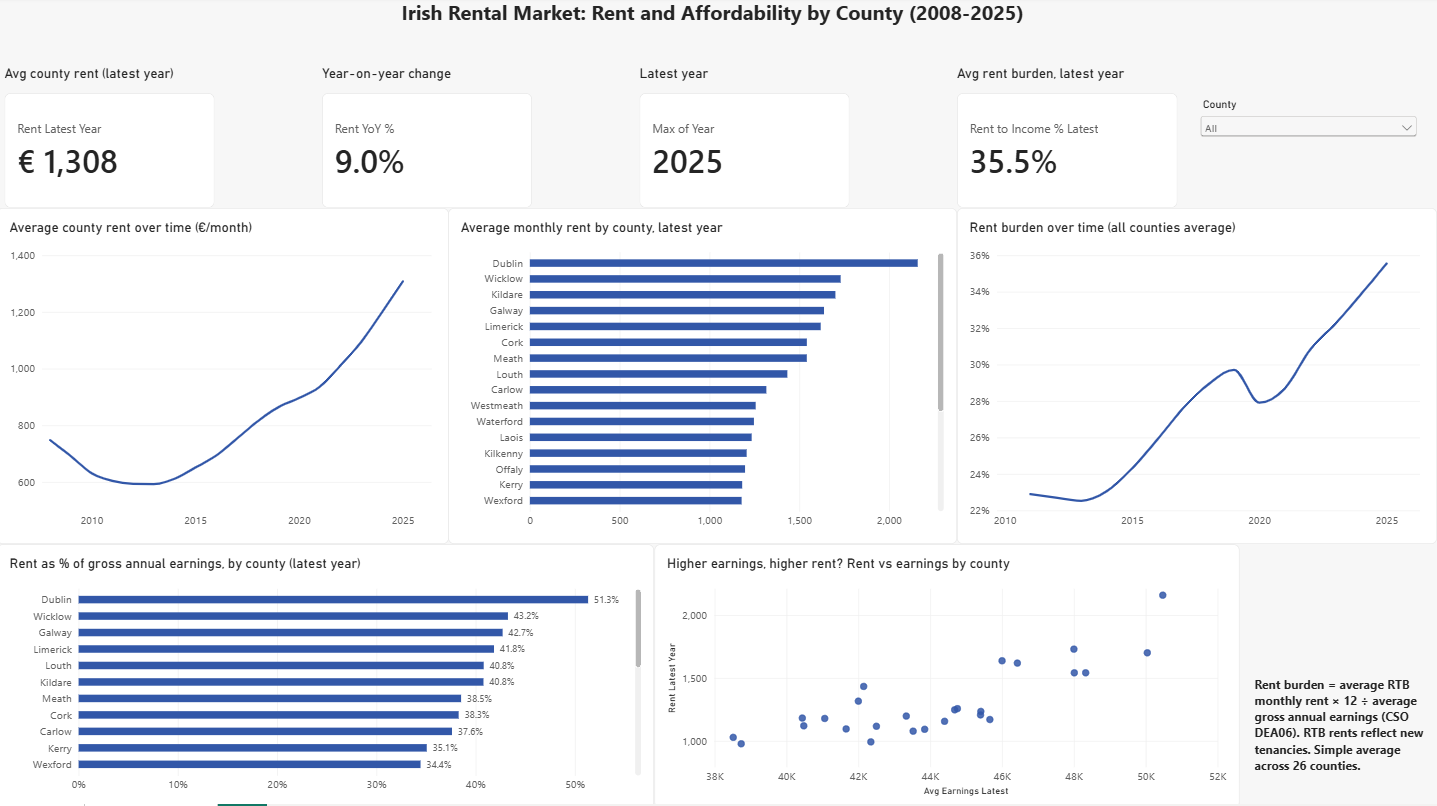 Irish Rental Market: Rent and Affordability by County (2008-2025)
Avg county rent (latest year)
Rent Latest Year
€ 1,308
Year-on-year change
Rent YoY %
9.0%
Latest year
Max of Year
2025
Avg rent burden, latest year
Rent to Income % Latest
35.5%
County
All
Average county rent over time (€/month)
1,400
1,200
1,000
800
600
2010 2015 2020 2025
Average monthly rent by county, latest year
Dublin
Wicklow
Kildare
Galway
Limerick
Cork
Meath
Louth
Carlow
Westmeath
Waterford
Laois
Kilkenny
Offaly
Kerry
Wexford
0 500 1,000 1,500 2,000
Rent burden over time (all counties average)
36%
34%
32%
30%
28%
26%
24%
22%
2010 2015 2020 2025
Rent as % of gross annual earnings, by county (latest year)
Dublin 51.3%
Wicklow 43.2%
Galway 42.7%
Limerick 41.8%
Louth 40.8%
Kildare 40.8%
Meath 38.5%
Cork 38.3%
Carlow 37.6%
Kerry 35.1%
Wexford 34.4%
0% 10% 20% 30% 40% 50%
Higher earnings, higher rent? Rent vs earnings by county
Rent Latest Year
2,000
1,500
1,000
38K 40K 42K 44K 46K 48K 50K 52K
Avg Earnings Latest
Rent burden = average RTB
monthly rent × 12 ÷ average
gross annual earnings (CSO
DEA06). RTB rents reflect new
tenancies. Simple average
across 26 counties.